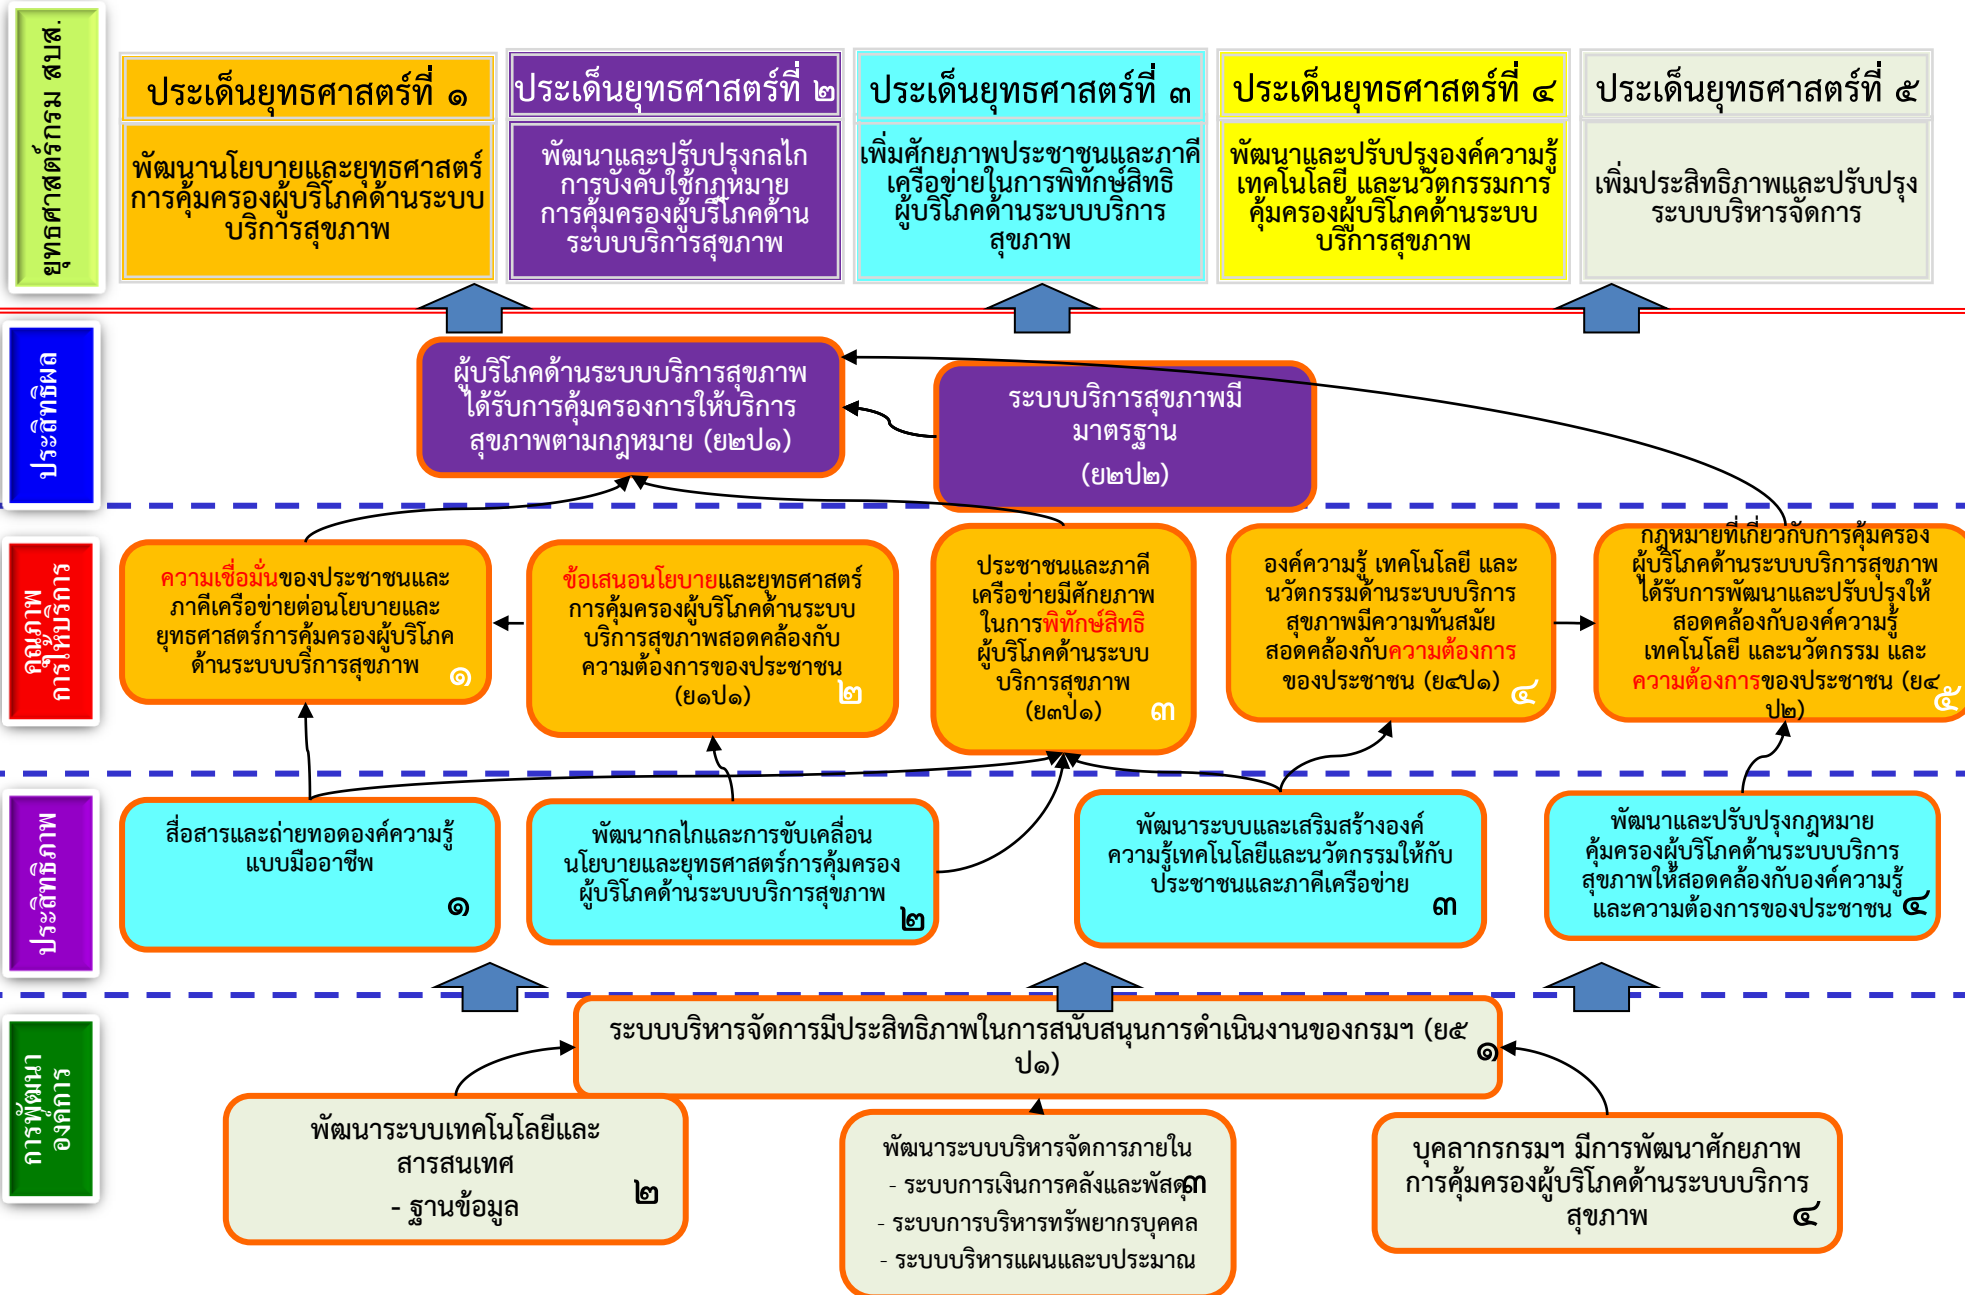 ยุทธศาสตร์กรม สบส.
ประเด็นยุทธศาสตร์ที่ ๑
พัฒนานโยบายและยุทธศาสตร์
การคุ้มครองผู้บริโภคด้านระบบ
บริการสุขภาพ
ประเด็นยุทธศาสตร์ที่ ๒
พัฒนาและปรับปรุงกลไก
การบังคับใช้กฎหมาย
การคุ้มครองผู้บริโภคด้าน
ระบบบริการสุขภาพ
ประเด็นยุทธศาสตร์ที่ ๓
เพิ่มศักยภาพประชาชนและภาคี
เครือข่ายในการพิทักษ์สิทธิ
ผู้บริโภคด้านระบบบริการ
สุขภาพ
ประเด็นยุทธศาสตร์ที่ ๔
พัฒนาและปรับปรุงองค์ความรู้
เทคโนโลยี และนวัตกรรมการ
คุ้มครองผู้บริโภคด้านระบบ
บริการสุขภาพ
ประเด็นยุทธศาสตร์ที่ ๕
เพิ่มประสิทธิภาพและปรับปรุง
ระบบบริหารจัดการ
ประสิทธิผล
ผู้บริโภคด้านระบบบริการสุขภาพ
ได้รับการคุ้มครองการให้บริการ
สุขภาพตามกฎหมาย (ย๒ป๑)
ระบบบริการสุขภาพมี
มาตรฐาน
(ย๒ป๒)
คุณภาพ
การให้บริการ
ความเชื่อมั่นของประชาชนและ
ภาคีเครือข่ายต่อนโยบายและ
ยุทธศาสตร์การคุ้มครองผู้บริโภค
ด้านระบบบริการสุขภาพ
๑
ข้อเสนอนโยบายและยุทธศาสตร์
การคุ้มครองผู้บริโภคด้านระบบ
บริการสุขภาพสอดคล้องกับ
ความต้องการของประชาชน
(ย๑ป๑)
๒
ประชาชนและภาคี
เครือข่ายมีศักยภาพ
ในการพิทักษ์สิทธิ
ผู้บริโภคด้านระบบ
บริการสุขภาพ
(ย๓ป๑)
๓
องค์ความรู้ เทคโนโลยี และ
นวัตกรรมด้านระบบบริการ
สุขภาพมีความทันสมัย
สอดคล้องกับความต้องการ
ของประชาชน (ย๔ป๑)
๔
กฎหมายที่เกี่ยวกับการคุ้มครอง
ผู้บริโภคด้านระบบบริการสุขภาพ
ได้รับการพัฒนาและปรับปรุงให้
สอดคล้องกับองค์ความรู้
เทคโนโลยี และนวัตกรรม และ
ความต้องการของประชาชน (ย๔
ป๒)
๕
ประสิทธิภาพ
สื่อสารและถ่ายทอดองค์ความรู้
แบบมืออาชีพ
๑
พัฒนากลไกและการขับเคลื่อน
นโยบายและยุทธศาสตร์การคุ้มครอง
ผู้บริโภคด้านระบบบริการสุขภาพ
๒
พัฒนาระบบและเสริมสร้างองค์
ความรู้เทคโนโลยีและนวัตกรรมให้กับ
ประชาชนและภาคีเครือข่าย
๓
พัฒนาและปรับปรุงกฎหมาย
คุ้มครองผู้บริโภคด้านระบบบริการ
สุขภาพให้สอดคล้องกับองค์ความรู้
และความต้องการของประชาชน
๔
การพัฒนา
องค์การ
ระบบบริหารจัดการมีประสิทธิภาพในการสนับสนุนการดำเนินงานของกรมฯ (ย๕
ป๑)
๑
พัฒนาระบบเทคโนโลยีและ
สารสนเทศ
- ฐานข้อมูล
๒
พัฒนาระบบบริหารจัดการภายใน
- ระบบการเงินการคลังและพัสดุ
- ระบบการบริหารทรัพยากรบุคคล
- ระบบบริหารแผนและบประมาณ
๓
บุคลากรกรมฯ มีการพัฒนาศักยภาพ
การคุ้มครองผู้บริโภคด้านระบบบริการ
สุขภาพ
๔